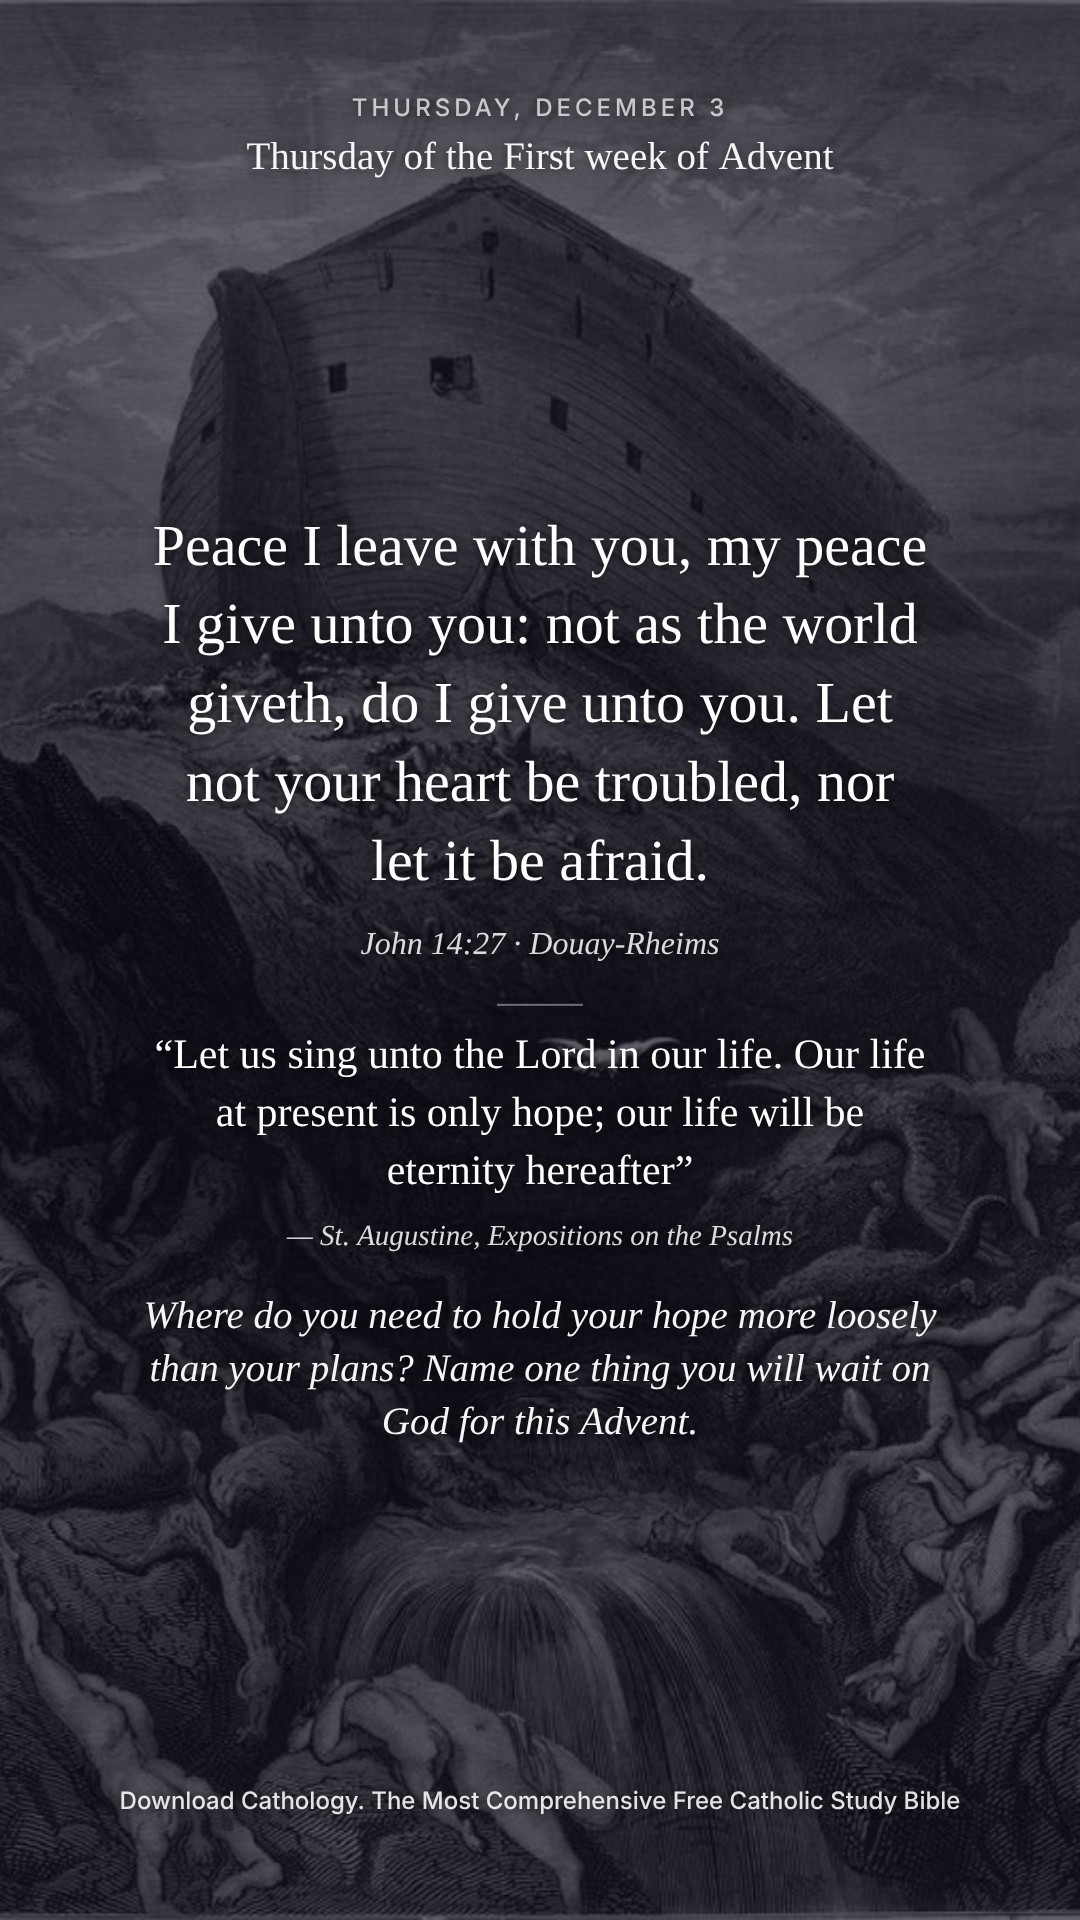 THURSDAY, DECEMBER 3
Thursday of the First week of Advent
Peace I leave with you, my peace
I give unto you: not as the world
giveth, do I give unto you. Let
not your heart be troubled, nor
let it be afraid.
John 14:27 · Douay-Rheims
“Let us sing unto the Lord in our life. Our life
at present is only hope; our life will be
eternity hereafter”
— St. Augustine, Expositions on the Psalms
Where do you need to hold your hope more loosely
than your plans? Name one thing you will wait on
God for this Advent.
Download Cathology. The Most Comprehensive Free Catholic Study Bible